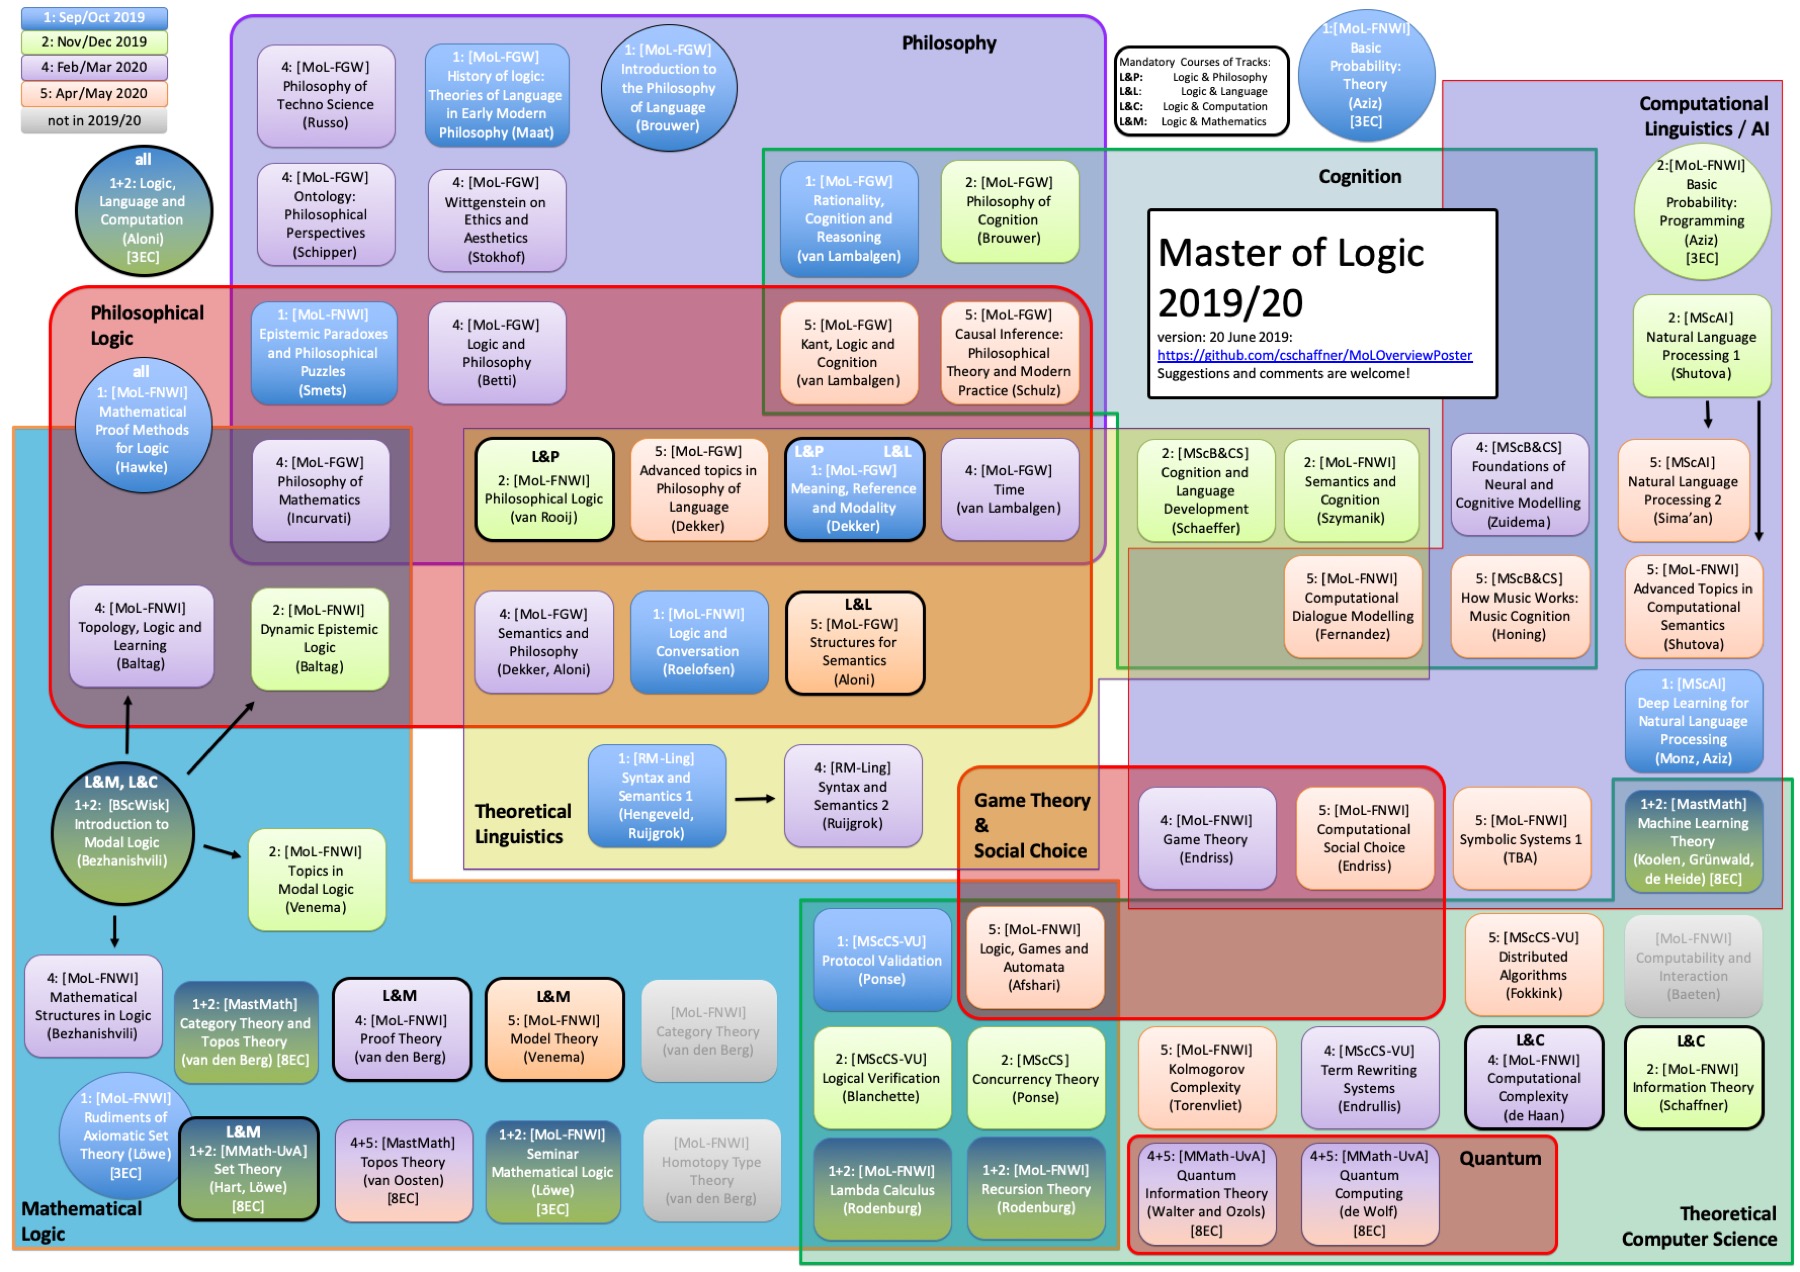 1: Sep/Oct 2019
2: Nov/Dec 2019
4: Feb/Mar 2020
5: Apr/May 2020
not in 2019/20
all
1+2: Logic,
Language and
Computation
(Aloni)
[3EC]
Philosophy
4: [MoL-FGW]
Philosophy of
Techno Science
(Russo)
1: [MoL-FGW]
History of logic:
Theories of Language
in Early Modern
Philosophy (Maat)
1: [MoL-FGW]
Introduction to
the Philosophy
of Language
(Brouwer)
Mandatory Courses of Tracks:
L&P: Logic & Philosophy
L&L: Logic & Language
L&C: Logic & Computation
L&M: Logic & Mathematics
1:[MoL-FNWI]
Basic
Probability:
Theory
(Aziz)
[3EC]
Computational
Linguistics / AI
2:[MoL-FNWI]
Basic
Probability:
Programming
(Aziz)
[3EC]
4: [MoL-FGW]
Ontology:
Philosophical
Perspectives
(Schipper)
4: [MoL-FGW]
Wittgenstein on
Ethics and
Aesthetics
(Stokhof)
1: [MoL-FGW]
Rationality,
Cognition and
Reasoning
(van Lambalgen)
2: [MoL-FGW]
Philosophy of
Cognition
(Brouwer)
Cognition
Master of Logic
2019/20
version: 20 June 2019:
https://github.com/cschaffner/MoLOverviewPoster
Suggestions and comments are welcome!
2: [MScAI]
Natural Language
Processing 1
(Shutova)
Philosophical
Logic
all
1: [MoL-FNWI]
Mathematical
Proof Methods
for Logic
(Hawke)
1: [MoL-FNWI]
Epistemic Paradoxes
and Philosophical
Puzzles
(Smets)
4: [MoL-FGW]
Logic and
Philosophy
(Betti)
5: [MoL-FGW]
Kant, Logic and
Cognition
(van Lambalgen)
5: [MoL-FGW]
Causal Inference:
Philosophical
Theory and Modern
Practice (Schulz)
4: [MoL-FGW]
Philosophy of
Mathematics
(Incurvati)
L&P
2: [MoL-FNWI]
Philosophical Logic
(van Rooij)
5: [MoL-FGW]
Advanced topics in
Philosophy of
Language
(Dekker)
L&P L&L
1: [MoL-FGW]
Meaning, Reference
and Modality
(Dekker)
4: [MoL-FGW]
Time
(van Lambalgen)
2: [MScB&CS]
Cognition and
Language
Development
(Schaeffer)
2: [MoL-FNWI]
Semantics and
Cognition
(Szymanik)
4: [MScB&CS]
Foundations of
Neural and
Cognitive Modelling
(Zuidema)
5: [MScAI]
Natural Language
Processing 2
(Sima'an)
4: [MoL-FNWI]
Topology, Logic and
Learning
(Baltag)
2: [MoL-FNWI]
Dynamic Epistemic
Logic
(Baltag)
4: [MoL-FGW]
Semantics and
Philosophy
(Dekker, Aloni)
1: [MoL-FNWI]
Logic and
Conversation
(Roelofsen)
L&L
5: [MoL-FGW]
Structures for
Semantics
(Aloni)
5: [MoL-FNWI]
Computational
Dialogue Modelling
(Fernandez)
5: [MScB&CS]
How Music Works:
Music Cognition
(Honing)
5: [MoL-FNWI]
Advanced Topics in
Computational
Semantics
(Shutova)
1: [MScAI]
Deep Learning for
Natural Language
Processing
(Monz, Aziz)
L&M, L&C
1+2: [BScWisk]
Introduction to
Modal Logic
(Bezhanishvili)
2: [MoL-FNWI]
Topics in
Modal Logic
(Venema)
Theoretical
Linguistics
1: [RM-Ling]
Syntax and
Semantics 1
(Hengeveld,
Ruijgrok)
4: [RM-Ling]
Syntax and
Semantics 2
(Ruijgrok)
Game Theory
&
Social Choice
4: [MoL-FNWI]
Game Theory
(Endriss)
5: [MoL-FNWI]
Computational
Social Choice
(Endriss)
5: [MoL-FNWI]
Symbolic Systems 1
(TBA)
1+2: [MastMath]
Machine Learning
Theory
(Koolen, Grünwald,
de Heide) [8EC]
1: [MScCS-VU]
Protocol Validation
(Ponse)
5: [MoL-FNWI]
Logic, Games and
Automata
(Afshari)
5: [MScCS-VU]
Distributed
Algorithms
(Fokkink)
[MoL-FNWI]
Computability and
Interaction
(Baeten)
4: [MoL-FNWI]
Mathematical
Structures in Logic
(Bezhanishvili)
1+2: [MastMath]
Category Theory and
Topos Theory
(van den Berg) [8EC]
L&M
4: [MoL-FNWI]
Proof Theory
(van den Berg)
L&M
5: [MoL-FNWI]
Model Theory
(Venema)
[MoL-FNWI]
Category Theory
(van den Berg)
2: [MScCS-VU]
Logical Verification
(Blanchette)
2: [MScCS]
Concurrency Theory
(Ponse)
5: [MoL-FNWI]
Kolmogorov
Complexity
(Torenvliet)
4: [MScCS-VU]
Term Rewriting
Systems
(Endrullis)
L&C
4: [MoL-FNWI]
Computational
Complexity
(de Haan)
L&C
2: [MoL-FNWI]
Information Theory
(Schaffner)
1: [MoL-FNWI]
Rudiments of
Axiomatic Set
Theory (Löwe)
[3EC]
L&M
1+2: [MMath-UvA]
Set Theory
(Hart, Löwe)
[8EC]
4+5: [MastMath]
Topos Theory
(van Oosten)
[8EC]
1+2: [MoL-FNWI]
Seminar
Mathematical Logic
(Löwe)
[3EC]
[MoL-FNWI]
Homotopy Type
Theory
(van den Berg)
1+2: [MoL-FNWI]
Lambda Calculus
(Rodenburg)
1+2: [MoL-FNWI]
Recursion Theory
(Rodenburg)
4+5: [MMath-UvA]
Quantum
Information Theory
(Walter and Ozols)
[8EC]
4+5: [MMath-UvA]
Quantum
Computing
(de Wolf)
[8EC]
Quantum
Mathematical
Logic
Theoretical
Computer Science